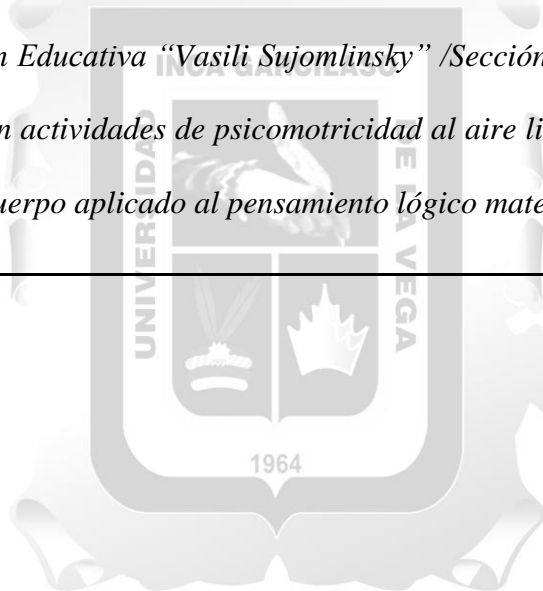 n Educativa “Vasili Sujomlinsky” /Sección
n actividades de psicomotricidad al aire li
uerpo aplicado al pensamiento lógico mate
UNIVERSIDAD
INCA GARCILASO
DE LA VEGA
1964